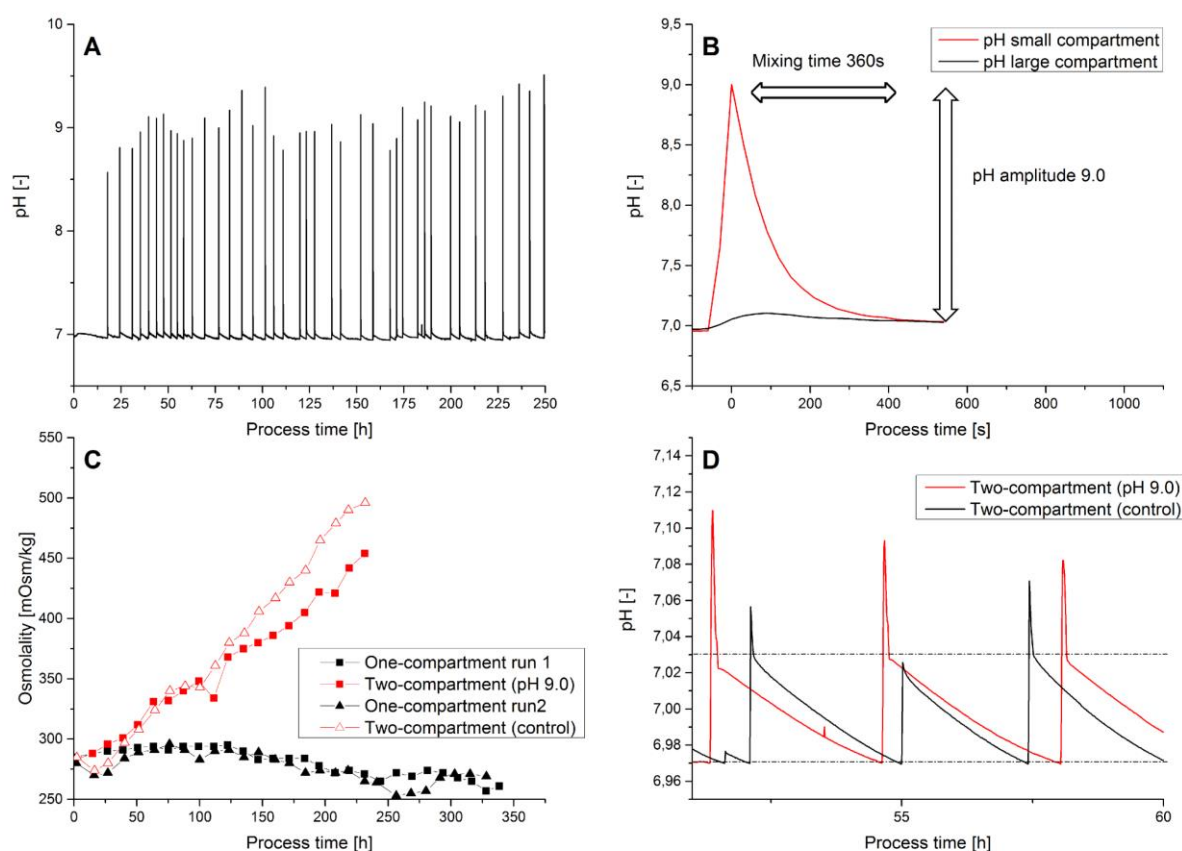 A
10
9
8
7
pH [-]
0 25 50 75 100 125 150 175 200 225 250
Process time [h]
B
9,5
9,0
8,5
8,0
7,5
7,0
6,5
pH [-]
pH small compartment
pH large compartment
Mixing time 360s
pH amplitude 9.0
0 200 400 600 800 1000
Process time [s]
C
550
500
450
400
350
300
250
Osmolality [mOsm/kg]
One-compartment run 1
Two-compartment (pH 9.0)
One-compartment run2
Two-compartment (control)
0 50 100 150 200 250 300 350
Process time [h]
D
7,14
7,12
7,10
7,08
7,06
7,04
7,02
7,00
6,98
6,96
pH [-]
Two-compartment (pH 9.0)
Two-compartment (control)
55 60
Process time [h]